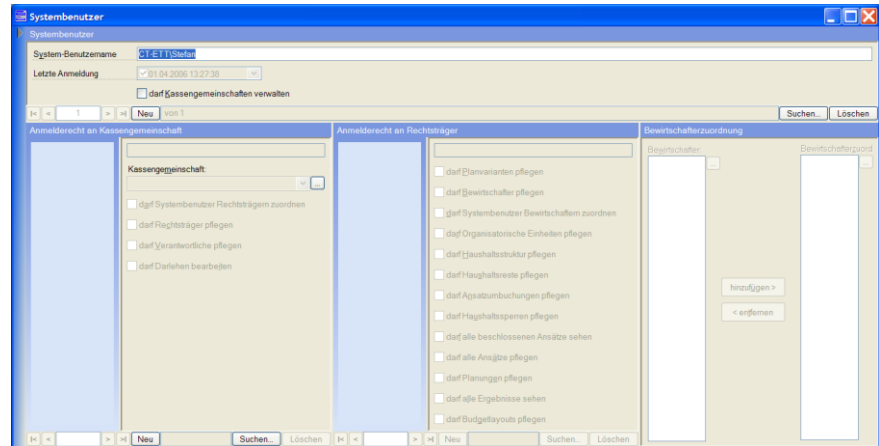 Systembenutzer
Systembenutzer
System-Benutzername CT-ETT\Stefan
Letzte Anmeldung 01.04.2006 13:27:38
darf Kassengemeinschaften verwalten
|< < 1 > >| Neu von 1 Suchen... Löschen
Anmelderecht an Kassengemeinschaft
Kassengemeinschaft:
...
darf Systembenutzer Rechtsträgern zuordnen
darf Rechtsträger pflegen
darf Verantwortliche pflegen
darf Darlehen bearbeiten
|< < > >| Neu Suchen... Löschen
Anmelderecht an Rechtsträger
darf Planvarianten pflegen
darf Bewirtschafter pflegen
darf Systembenutzer Bewirtschaftern zuordnen
darf Organisatorische Einheiten pflegen
darf Haushaltsstruktur pflegen
darf Haushaltsreste pflegen
darf Ansatzumbuchungen pflegen
darf Haushaltssperren pflegen
darf alle beschlossenen Ansätze sehen
darf alle Ansätze pflegen
darf Planungen pflegen
darf alle Ergebnisse sehen
darf Budgetlayouts pflegen
|< < > >| Neu Suchen... Löschen
Bewirtschafterzuordnung
Bewirtschafter: Bewirtschafterzuord
... ...
hinzufügen >
< entfernen